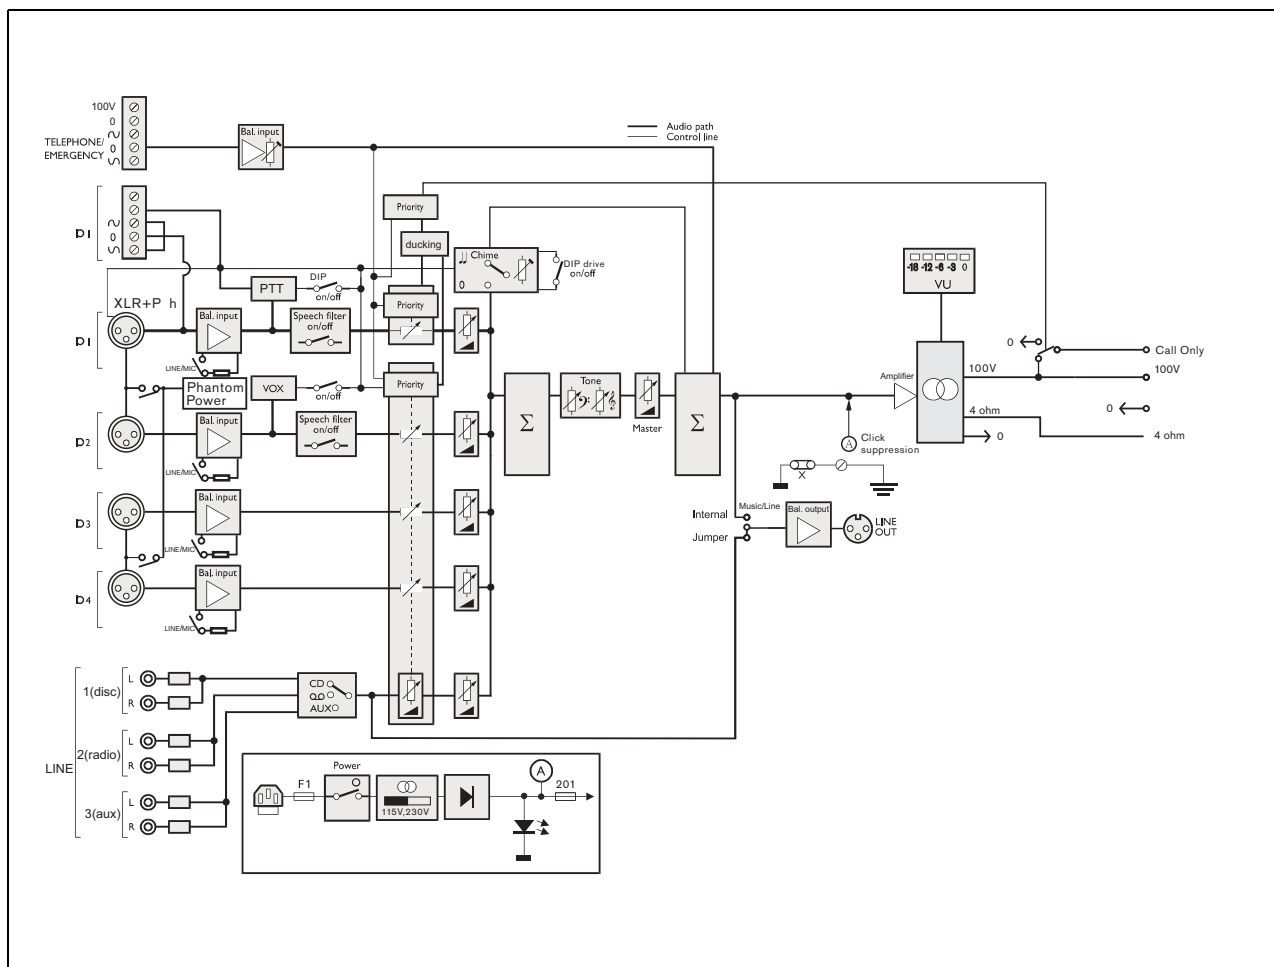 100V
0
TELEPHONE/
EMERGENCY
0
Bal. input
Audio path
Control line
Priority
ducking
Chime
0
DIP drive
on/off
-18 -12 -6 -3 0
VU
0
XLR+P h
PTT
DIP
on/off
Bal. input
Speech filter
on/off
Priority
LINE/MIC
0
Call Only
100V
100V
Amplifier
Phantom
Power
VOX
on/off
Priority
Bal. input
Speech filter
on/off
LINE/MIC
Σ
Tone
Master
Σ
A
Click
suppression
4 ohm
0
0
4 ohm
X
Bal. input
LINE/MIC
Internal
Music/Line
Jumper
Bal. output
LINE
OUT
Bal. input
LINE/MIC
LINE
1(disc)
L
R
CD
AUX
2(radio)
L
R
3(aux)
L
R
Power
F1
115V,230V
A
201